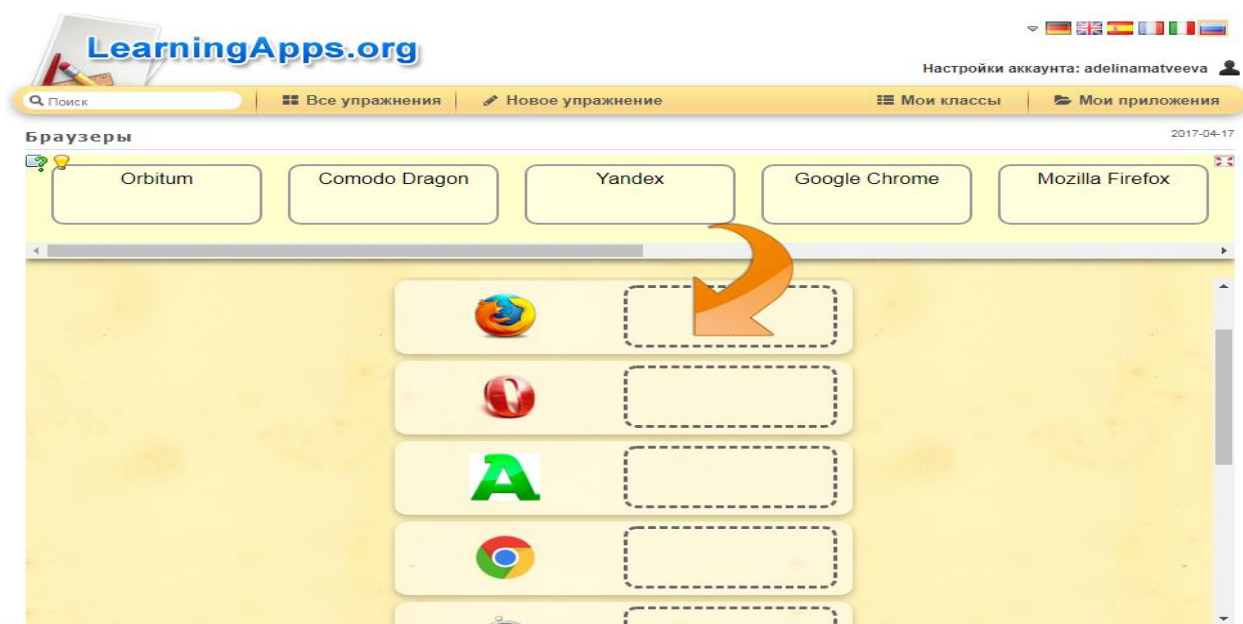 LearningApps.org
Настройки аккаунта: adelinamatveeva
Поиск
Все упражнения
Новое упражнение
Мои классы
Мои приложения
Браузеры
2017-04-17
Orbitum
Comodo Dragon
Yandex
Google Chrome
Mozilla Firefox